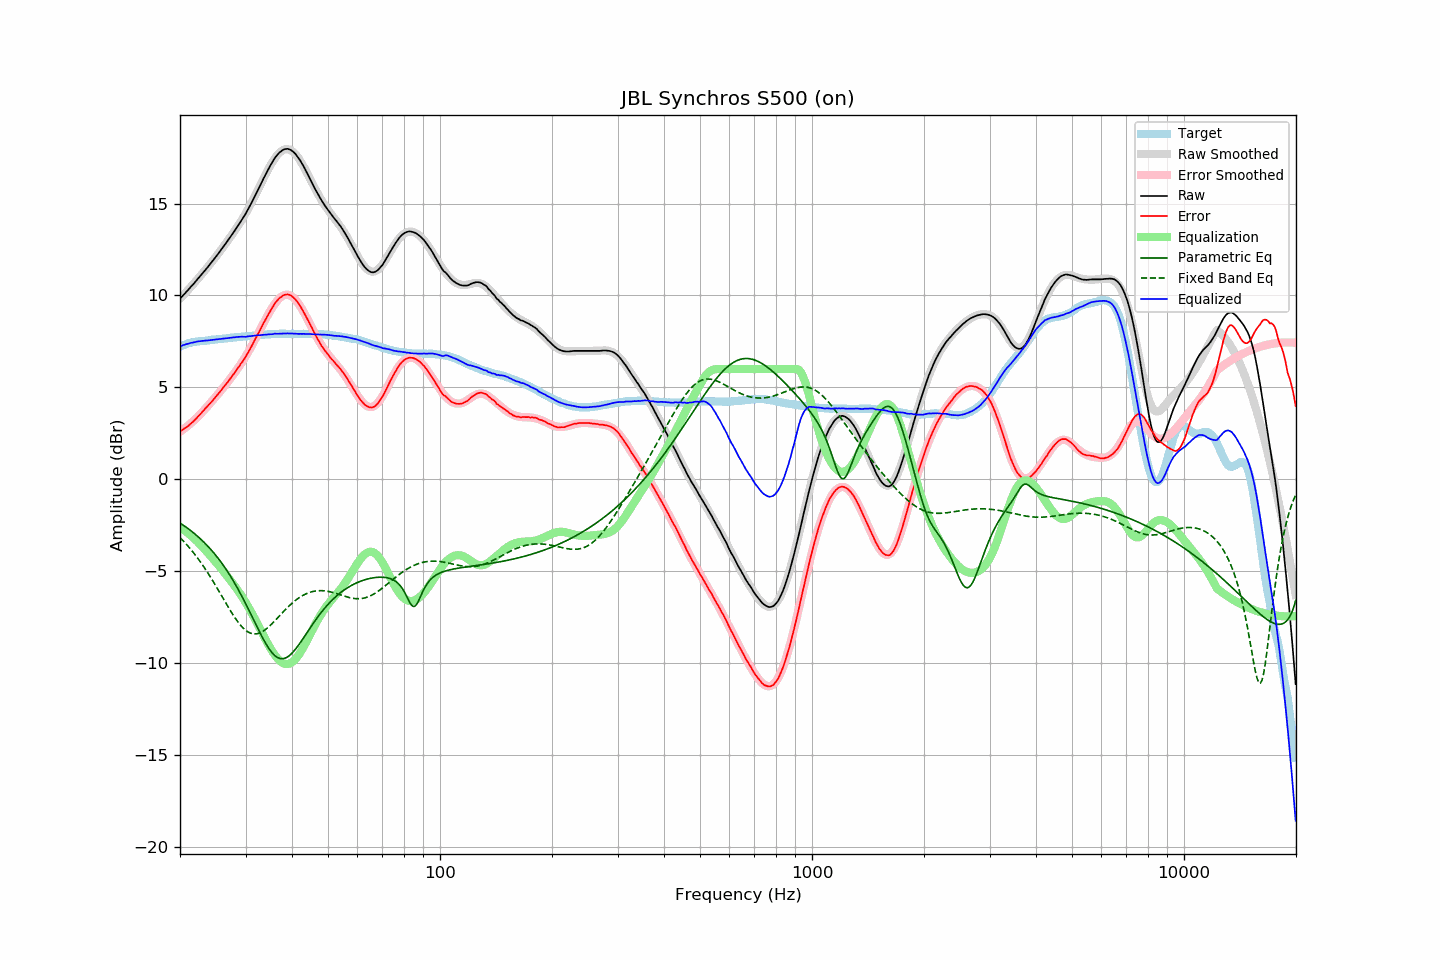 JBL Synchros S500 (on)
Target
Raw Smoothed
Error Smoothed
Raw
Error
Equalization
Parametric Eq
Fixed Band Eq
Equalized
Amplitude (dBr)
15
10
5
0
−5
−10
−15
−20
100 1000 10000
Frequency (Hz)